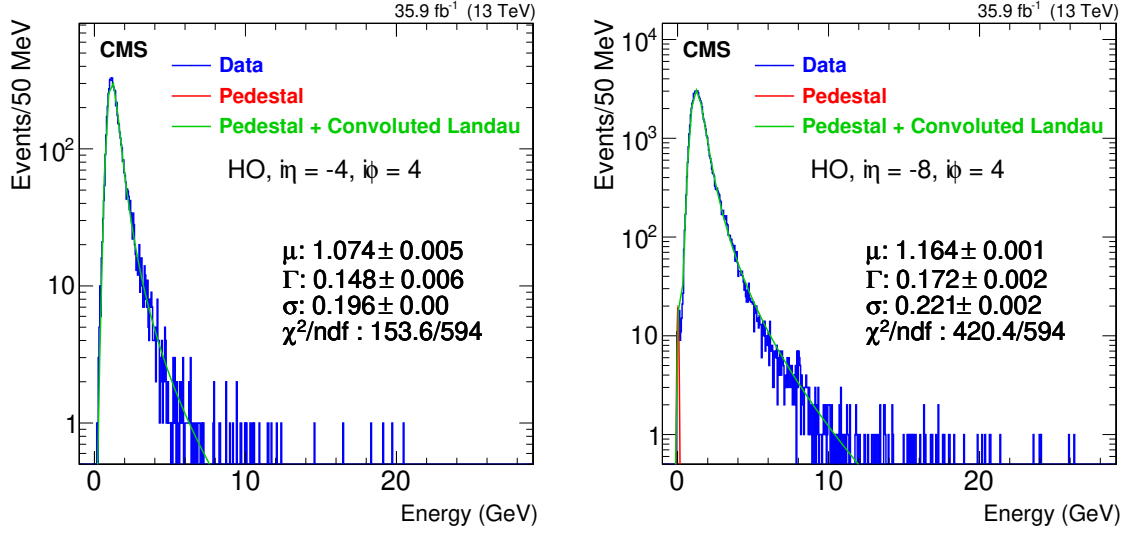 35.9 fb⁻¹ (13 TeV)
CMS
Data
Pedestal
Pedestal + Convoluted Landau
HO, iη = -4, iϕ = 4
μ: 1.074± 0.005
Γ: 0.148± 0.006
σ: 0.196± 0.00
χ²/ndf : 153.6/594
Events/50 MeV
10²
10
1
0 10 20
Energy (GeV)
35.9 fb⁻¹ (13 TeV)
CMS
Data
Pedestal
Pedestal + Convoluted Landau
HO, iη = -8, iϕ = 4
μ: 1.164± 0.001
Γ: 0.172± 0.002
σ: 0.221± 0.002
χ²/ndf : 420.4/594
Events/50 MeV
10⁴
10³
10²
10
1
0 10 20
Energy (GeV)